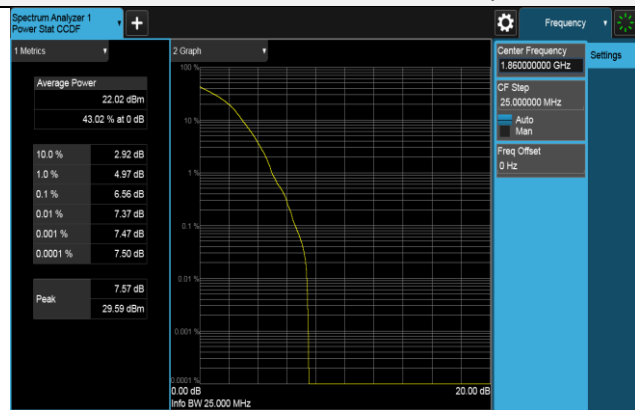 Spectrum Analyzer 1
Power Stat CCDF
Frequency
1 Metrics
Average Power
22.02 dBm
43.02 % at 0 dB
10.0 % 2.92 dB
1.0 % 4.97 dB
0.1 % 6.56 dB
0.01 % 7.37 dB
0.001 % 7.47 dB
0.0001 % 7.50 dB
Peak
7.57 dB
29.59 dBm
2 Graph
100 %
10 %
1 %
0.1 %
0.01 %
0.001 %
0.0001 %
0.00 dB
20.00 dB
Info BW 25.000 MHz
Center Frequency
1.860000000 GHz
CF Step
25.000000 MHz
Auto
Man
Freq Offset
0 Hz
Settings